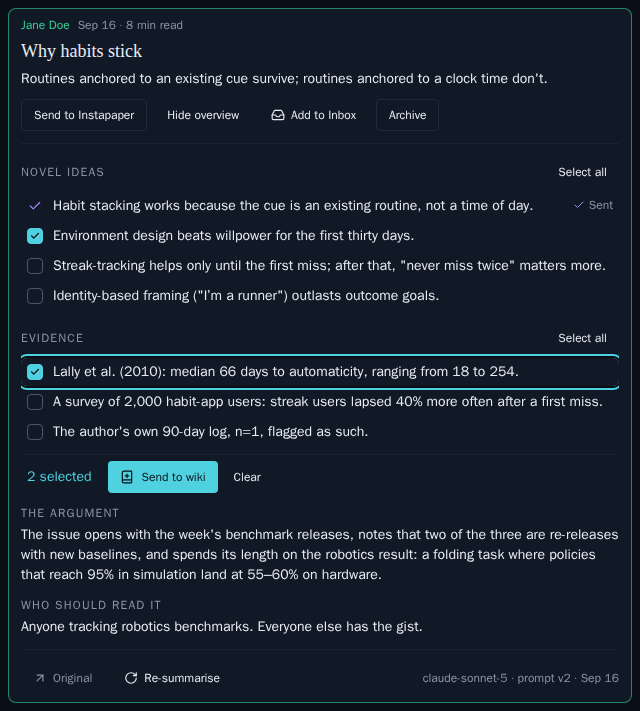 Jane Doe Sep 16 · 8 min read
Why habits stick
Routines anchored to an existing cue survive; routines anchored to a clock time don't.
Send to Instapaper Hide overview Add to Inbox Archive
NOVEL IDEAS Select all
Habit stacking works because the cue is an existing routine, not a time of day. Sent
Environment design beats willpower for the first thirty days.
Streak-tracking helps only until the first miss; after that, "never miss twice" matters more.
Identity-based framing ("I'm a runner") outlasts outcome goals.
EVIDENCE Select all
Lally et al. (2010): median 66 days to automaticity, ranging from 18 to 254.
A survey of 2,000 habit-app users: streak users lapsed 40% more often after a first miss.
The author's own 90-day log, n=1, flagged as such.
2 selected Send to wiki Clear
THE ARGUMENT
The issue opens with the week's benchmark releases, notes that two of the three are re-releases
with new baselines, and spends its length on the robotics result: a folding task where policies
that reach 95% in simulation land at 55–60% on hardware.
WHO SHOULD READ IT
Anyone tracking robotics benchmarks. Everyone else has the gist.
Original Re-summarise claude-sonnet-5 · prompt v2 · Sep 16